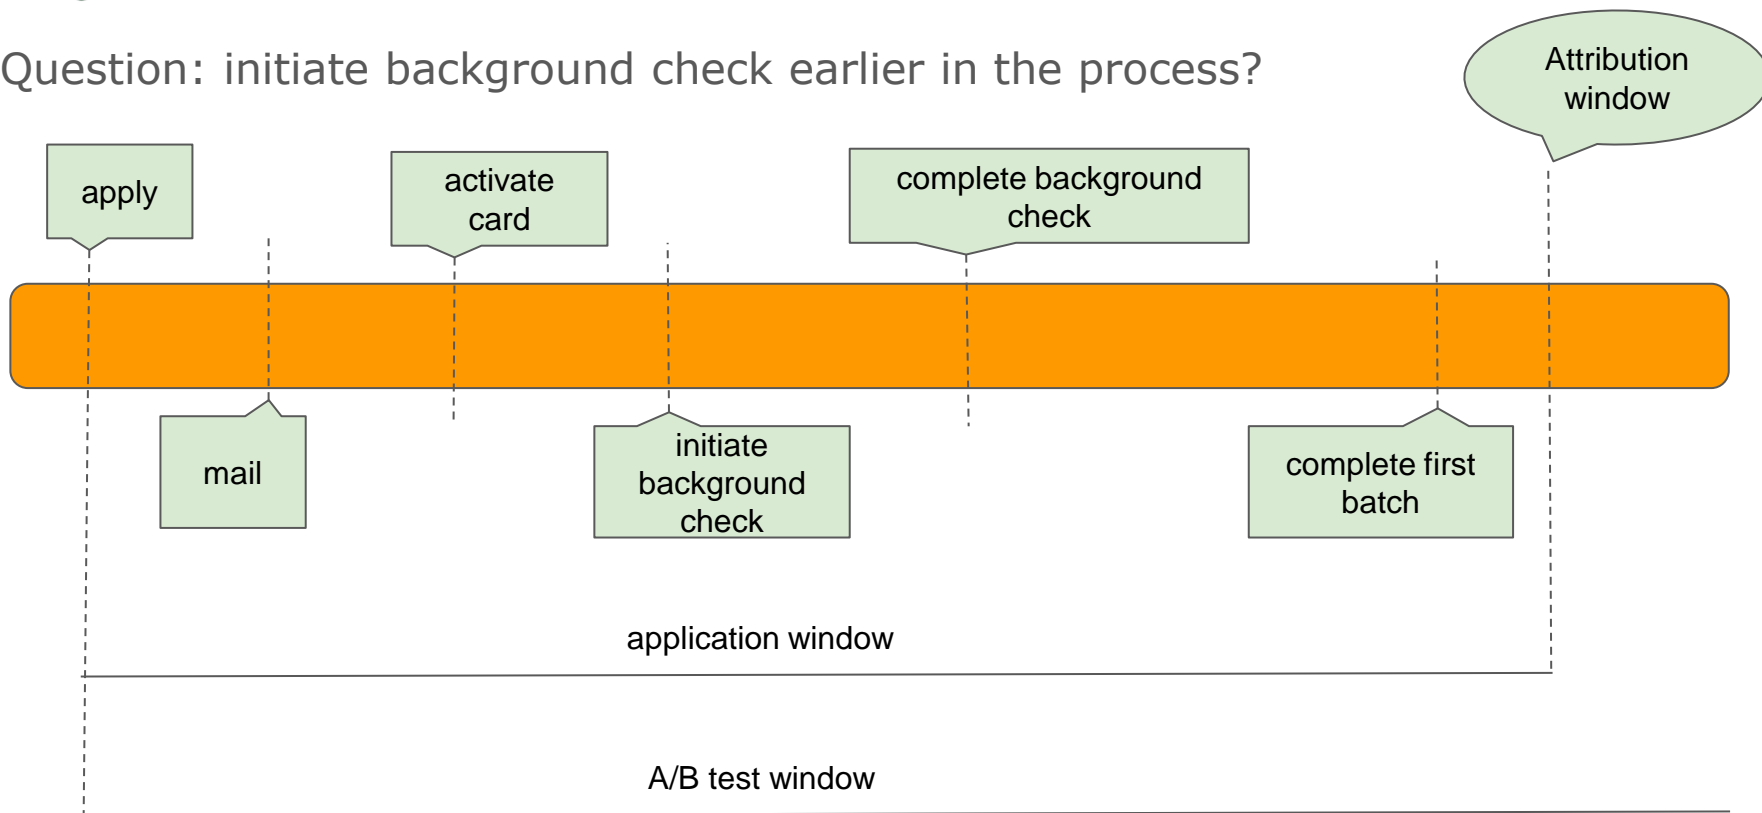 Question: initiate background check earlier in the process?
Attribution
window
apply
activate
card
complete background
check
mail
initiate
background
check
complete first
batch
application window
A/B test window